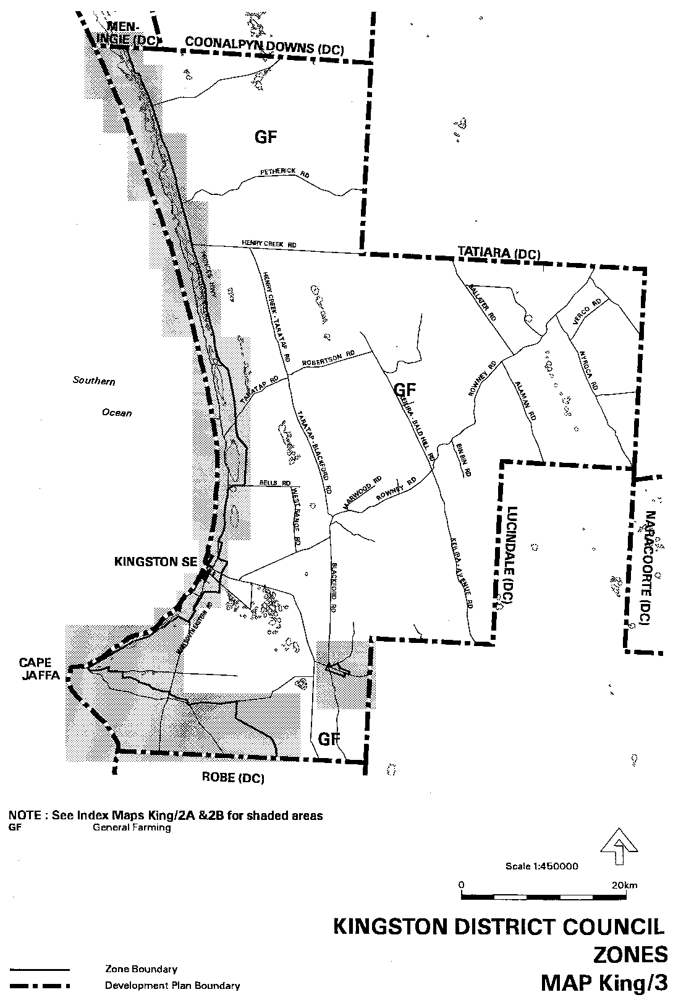 MEN-
INGIE (DC)
COONALPYN DOWNS (DC)
GF
PETHERICK RD
HENRY CREEK RD
TATIARA (DC)
PRINCES HWY
HENRY CREEK - TARATAP RD
BALLATER RD
VERCO RD
ROBERTSON RD
NYROCA RD
ROWNEY RD
Southern
TARATAP RD
GF
ALAMAN RD
Ocean
KEILIRA - BALD HILL RD
TARATAP - BLACKFORD RD
BIN BIN RD
BELLS RD
MARWOOD RD
ROWNEY RD
WEST RANGE RD
LUCINDALE (DC)
NARACOORTE (DC)
KEILIRA - AVENUE RD
KINGSTON SE
BLACKFORD RD
SOUTH EASTERN RD
CAPE
JAFFA
GF
ROBE (DC)
NOTE : See Index Maps King/2A &2B for shaded areas
GF General Farming
Scale 1:450000
0 20km
KINGSTON DISTRICT COUNCIL
ZONES
MAP King/3
Zone Boundary
Development Plan Boundary